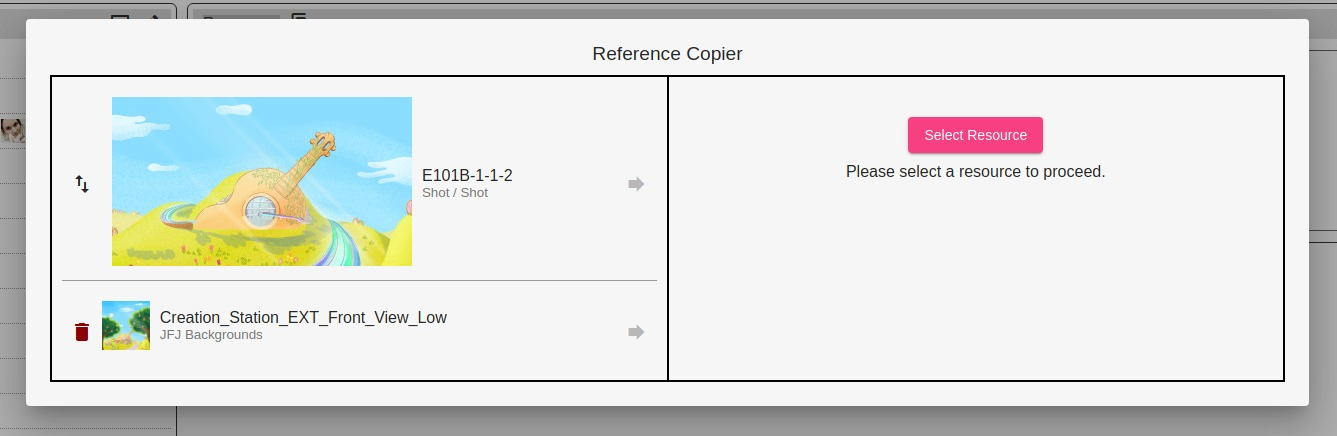 Reference Copier
E101B-1-1-2
Shot / Shot
Creation_Station_EXT_Front_View_Low
JFJ Backgrounds
Select Resource
Please select a resource to proceed.